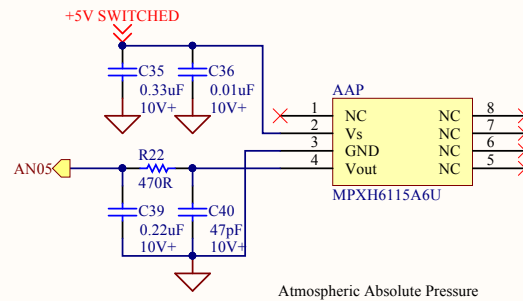 +5V SWITCHED
C35
0.33uF
10V+
C36
0.01uF
10V+
AAP
1 NC NC 8
2 Vs NC 7
3 GND NC 6
4 Vout NC 5
MPXH6115A6U
AN05
R22
470R
C39
0.22uF
10V+
C40
47pF
10V+
Atmospheric Absolute Pressure